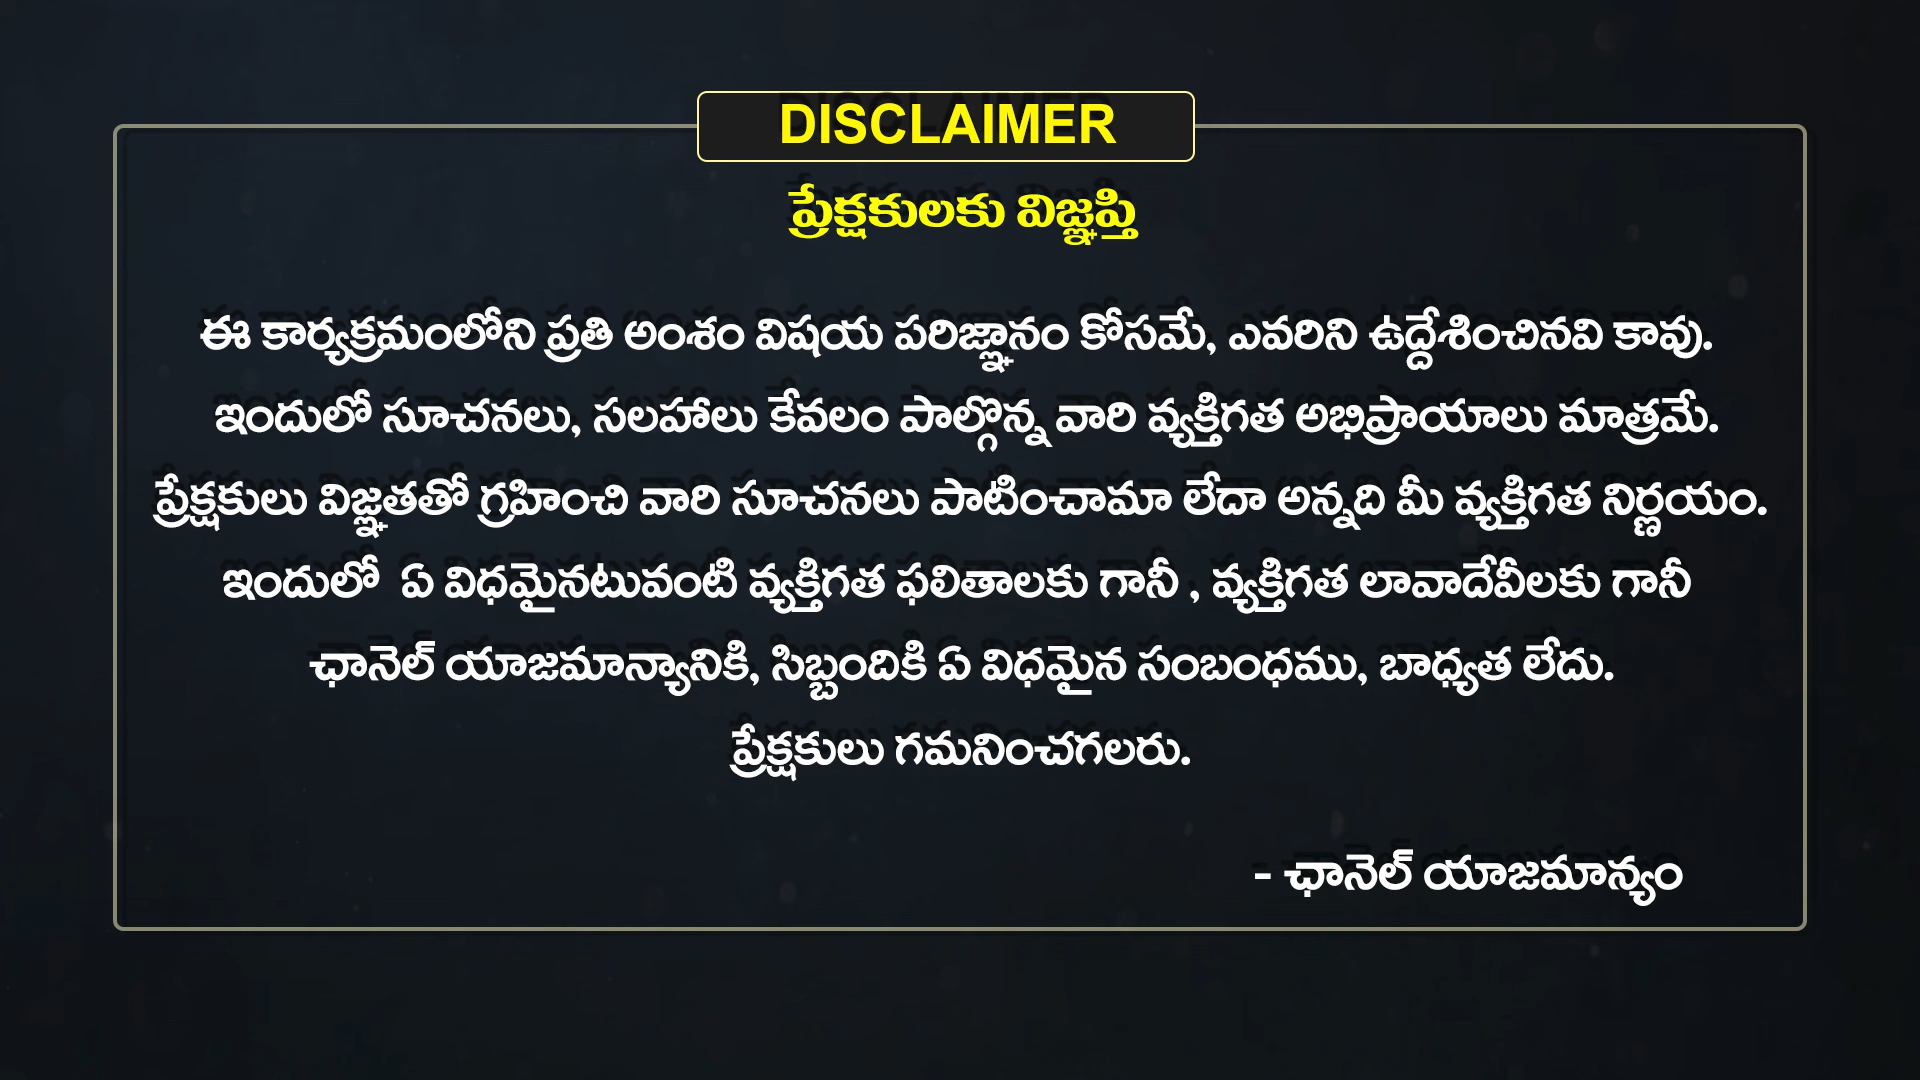 DISCLAIMER
ప్రేక్షకులకు విజ్ఞప్తి
ఈ కార్యక్రమంలోని ప్రతి అంశం విషయ పరిజ్ఞానం కోసమే, ఎవరిని ఉద్దేశించినవి కావు.
ఇందులో సూచనలు, సలహాలు కేవలం పాల్గొన్న వారి వ్యక్తిగత అభిప్రాయాలు మాత్రమే.
ప్రేక్షకులు విజ్ఞతతో గ్రహించి వారి సూచనలు పాటించామా లేదా అన్నది మీ వ్యక్తిగత నిర్ణయం.
ఇందులో ఏ విధమైనటువంటి వ్యక్తిగత ఫలితాలకు గానీ , వ్యక్తిగత లావాదేవీలకు గానీ
ఛానెల్ యాజమాన్యానికి, సిబ్బందికి ఏ విధమైన సంబంధము, బాధ్యత లేదు.
ప్రేక్షకులు గమనించగలరు.
- ఛానెల్ యాజమాన్యం